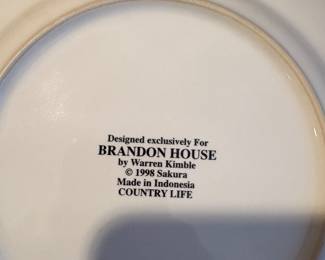 Designed exclusively For
BRANDON HOUSE
by Warren Kimble
© 1998 Sakura
Made in Indonesia
COUNTRY LIFE